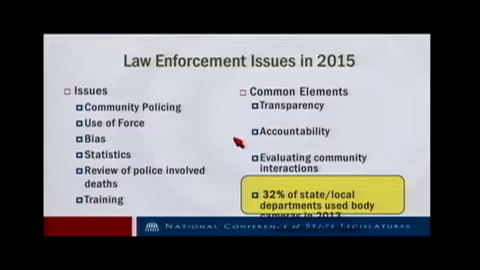 Law Enforcement Issues in 2015
Issues
Community Policing
Use of Force
Bias
Statistics
Review of police involved
deaths
Training
Common Elements
Transparency
Accountability
Evaluating community
interactions
32% of state/local
departments used body
cameras in 2013
NATIONAL CONFERENCE of STATE LEGISLATURES